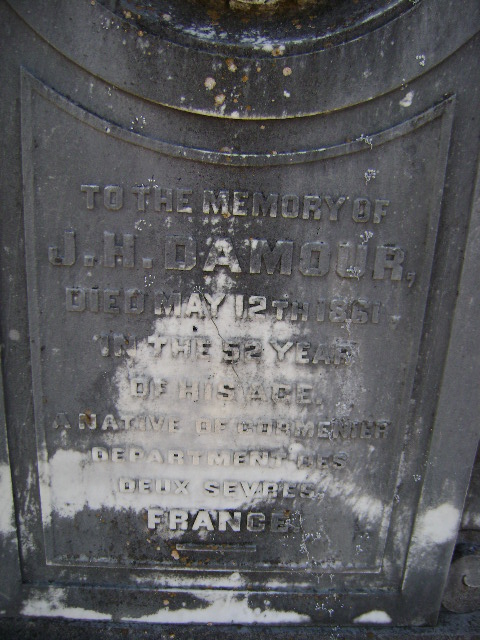 TO THE MEMORY OF
J.H. DAMOUR,
DIED MAY 12TH 1861,
IN THE 52 YEAR
OF HIS AGE.
A NATIVE OF CORMENIER
DEPARTMENT DES
DEUX SEVRES,
FRANCE.